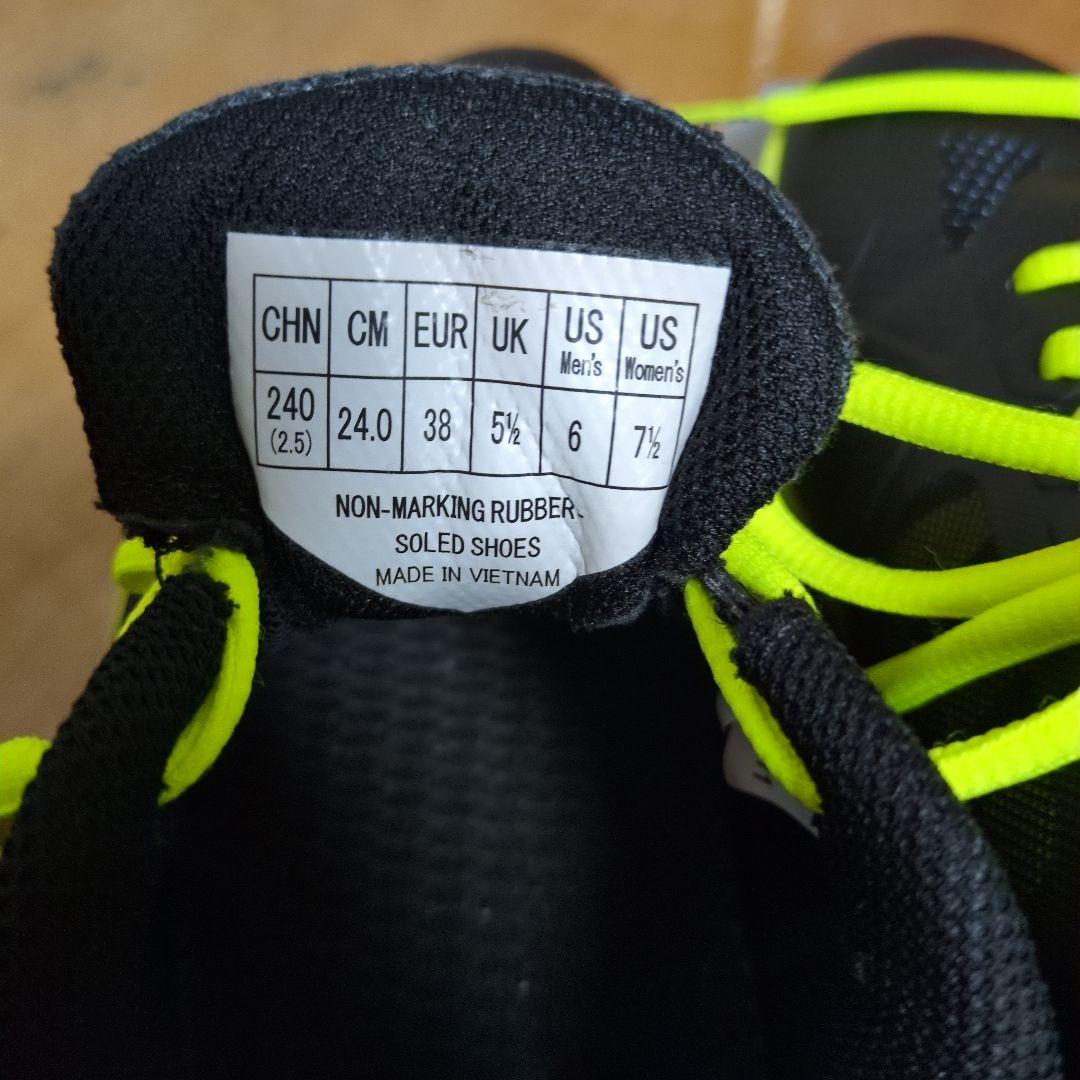 CHN CM EUR UK US Men's US Women's
240 (2.5) 24.0 38 5½ 6 7½
NON-MARKING RUBBER
SOLED SHOES
MADE IN VIETNAM